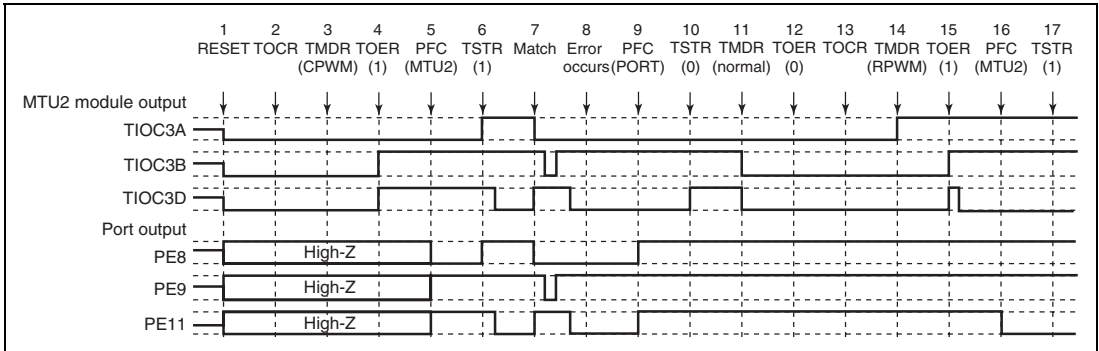 1 2 3 4 5 6 7 8 9 10 11 12 13 14 15 16 17
RESET TOCR TMDR TOER PFC TSTR Match Error PFC TSTR TMDR TOER TOCR TMDR TOER PFC TSTR
(CPWM) (1) (MTU2) (1) occurs (PORT) (0) (normal) (0) (RPWM) (1) (MTU2) (1)
MTU2 module output
TIOC3A
TIOC3B
TIOC3D
Port output
PE8 High-Z
PE9 High-Z
PE11 High-Z